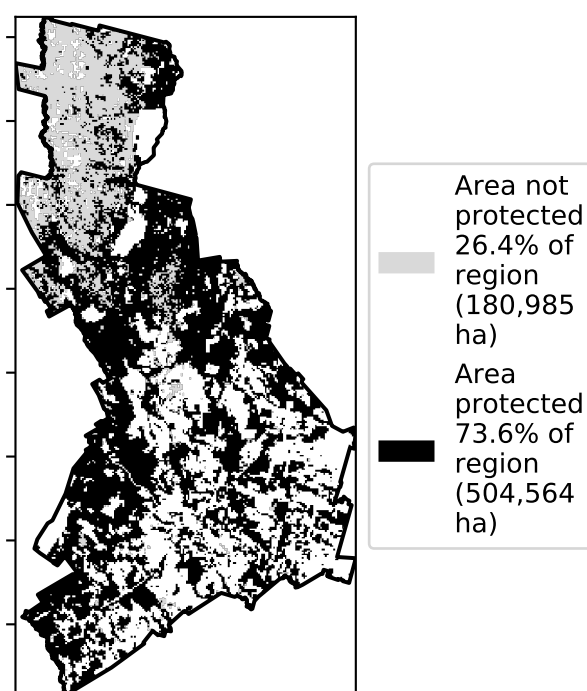 Area not
protected
26.4% of
region
(180,985
ha)
Area
protected
73.6% of
region
(504,564
ha)